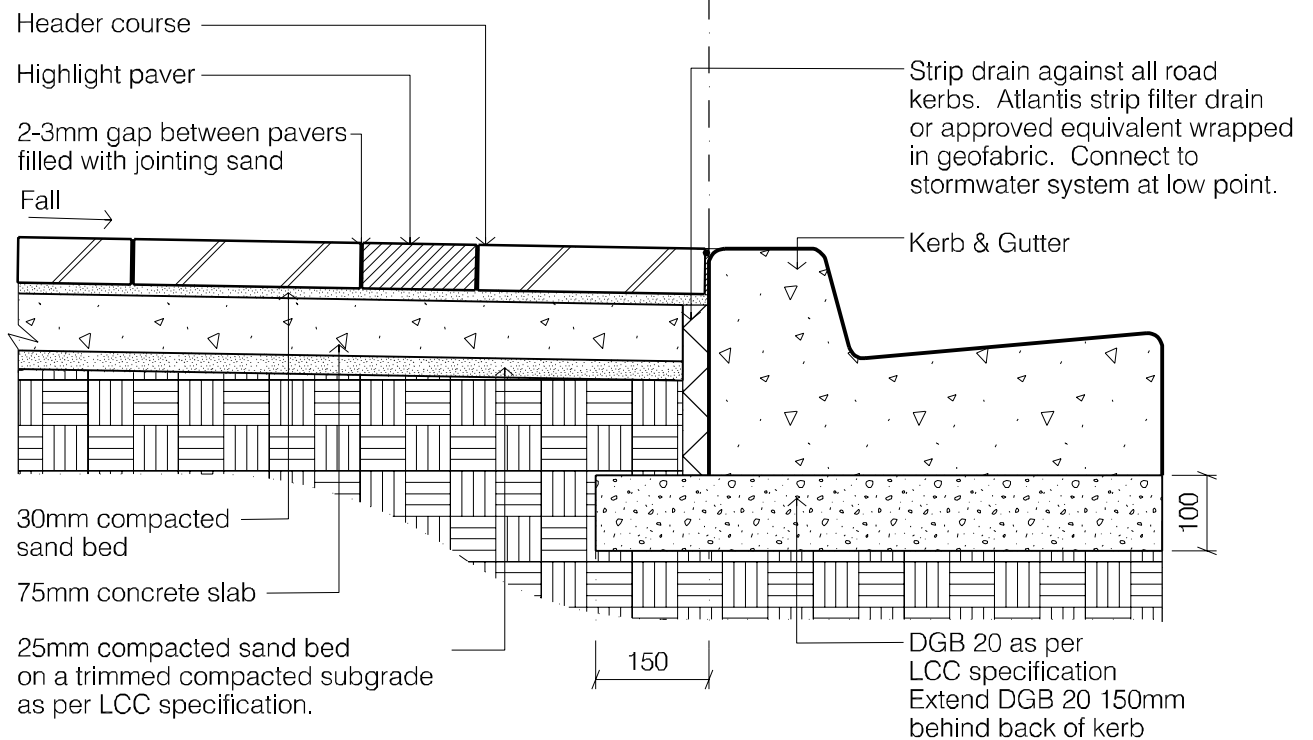 Header course
Highlight paver
2-3mm gap between pavers
filled with jointing sand
Fall
Strip drain against all road
kerbs. Atlantis strip filter drain
or approved equivalent wrapped
in geofabric. Connect to
stormwater system at low point.
Kerb & Gutter
30mm compacted
sand bed
75mm concrete slab
25mm compacted sand bed
on a trimmed compacted subgrade
as per LCC specification.
150
100
DGB 20 as per
LCC specification
Extend DGB 20 150mm
behind back of kerb